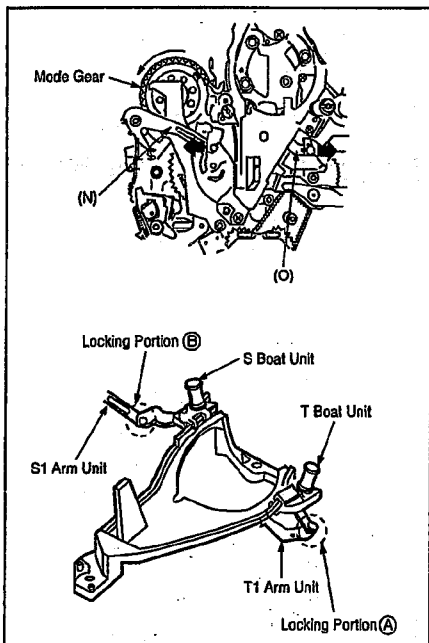 Mode Gear
(N)
(O)
Locking Portion Ⓑ
S Boat Unit
T Boat Unit
S1 Arm Unit
T1 Arm Unit
Locking Portion Ⓐ